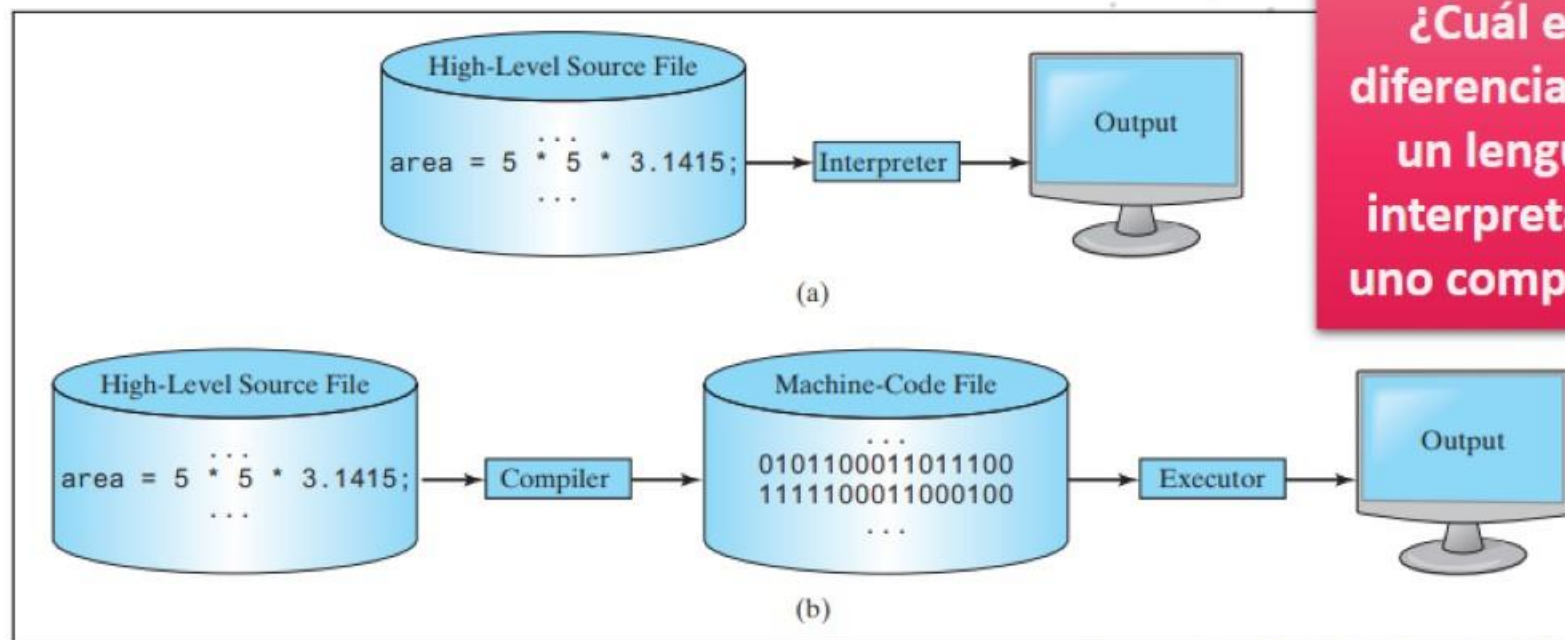 High-Level Source File
...
area = 5 * 5 * 3.1415;
...
Interpreter
Output
(a)
¿Cuál e
diferencia
un lengu
interpret
uno comp
High-Level Source File
...
area = 5 * 5 * 3.1415;
...
Compiler
Machine-Code File
...
0101100011011100
1111100011000100
...
Executor
Output
(b)